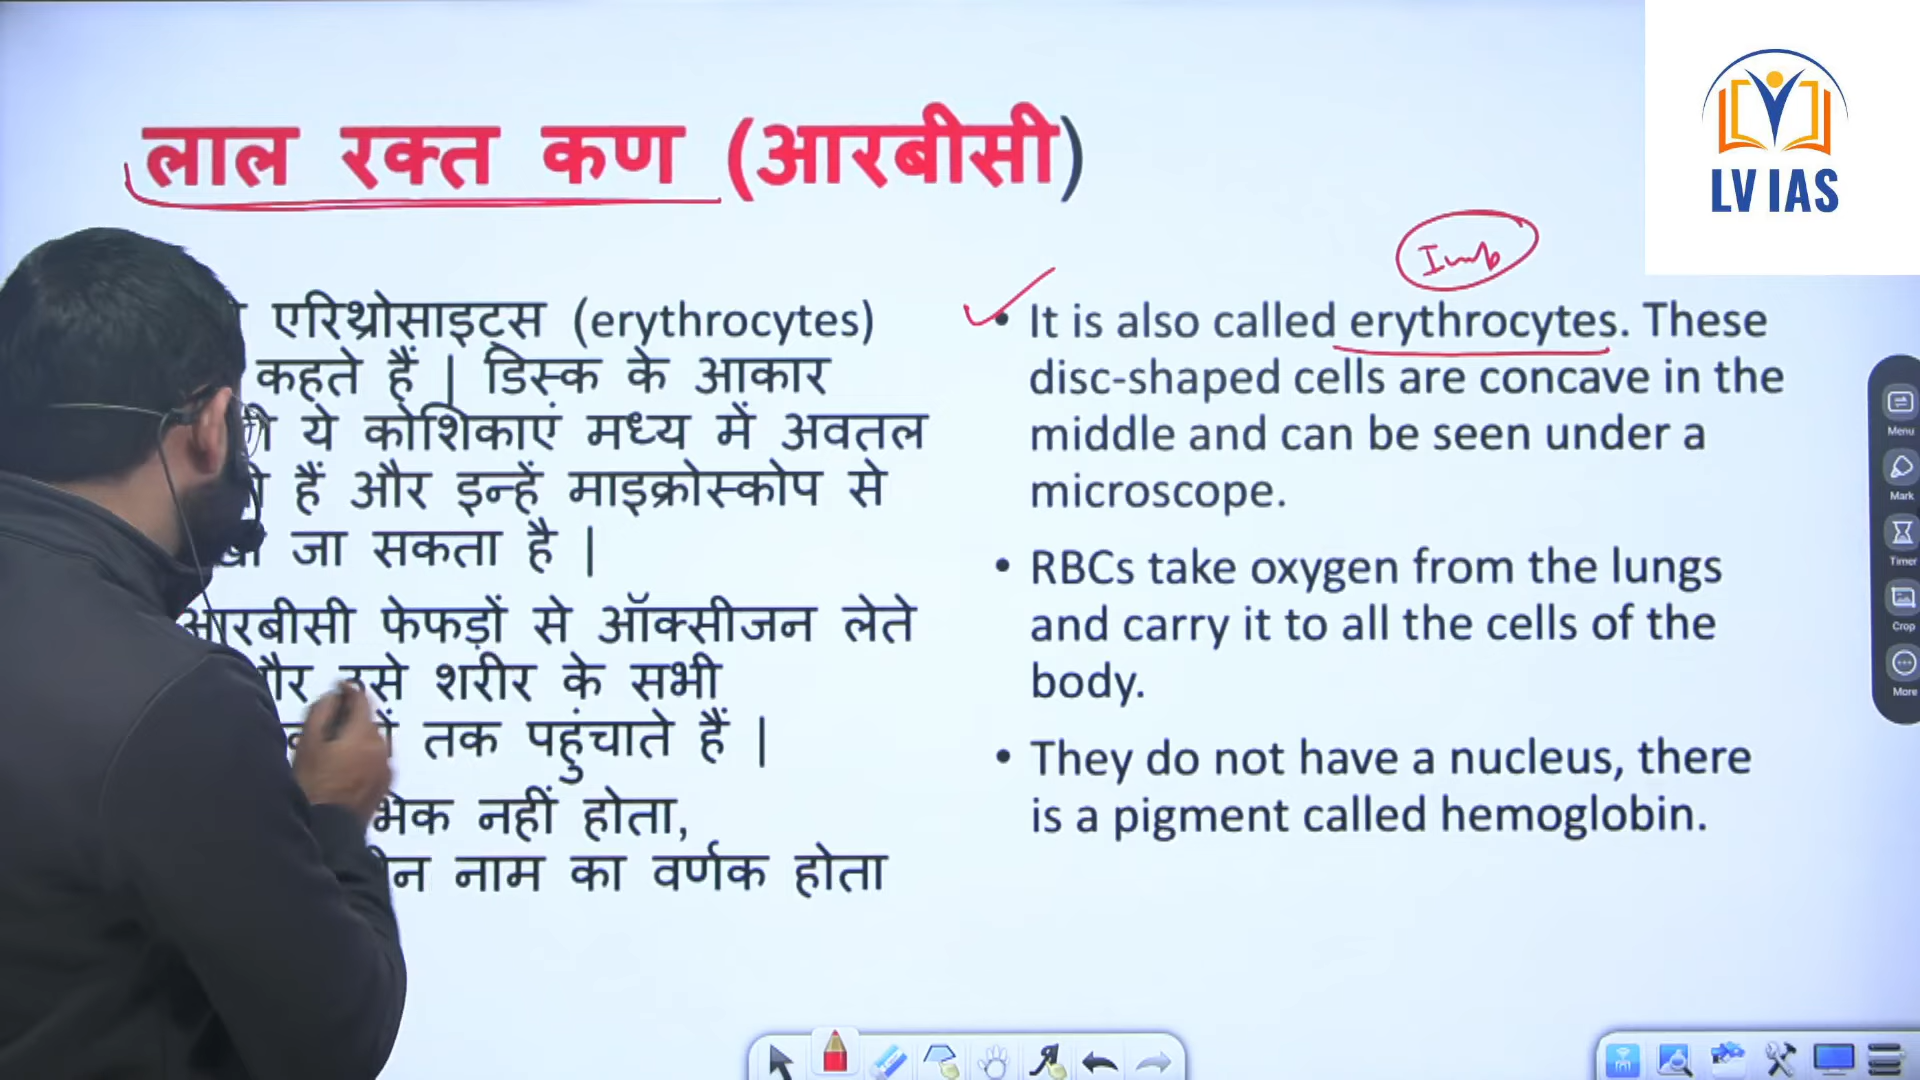 लाल रक्त कण (आरबीसी)
LV IAS
Imp
एरिथ्रोसाइट्स (erythrocytes)
कहते हैं | डिस्क के आकार
ये कोशिकाएं मध्य में अवतल
हैं और इन्हें माइक्रोस्कोप से
जा सकता है |
आरबीसी फेफड़ों से ऑक्सीजन लेते
उसे शरीर के सभी
तक पहुंचाते हैं |
नहीं होता,
नाम का वर्णक होता
• It is also called erythrocytes. These
disc-shaped cells are concave in the
middle and can be seen under a
microscope.
• RBCs take oxygen from the lungs
and carry it to all the cells of the
body.
• They do not have a nucleus, there
is a pigment called hemoglobin.
Menu
Mark
Timer
Crop
More